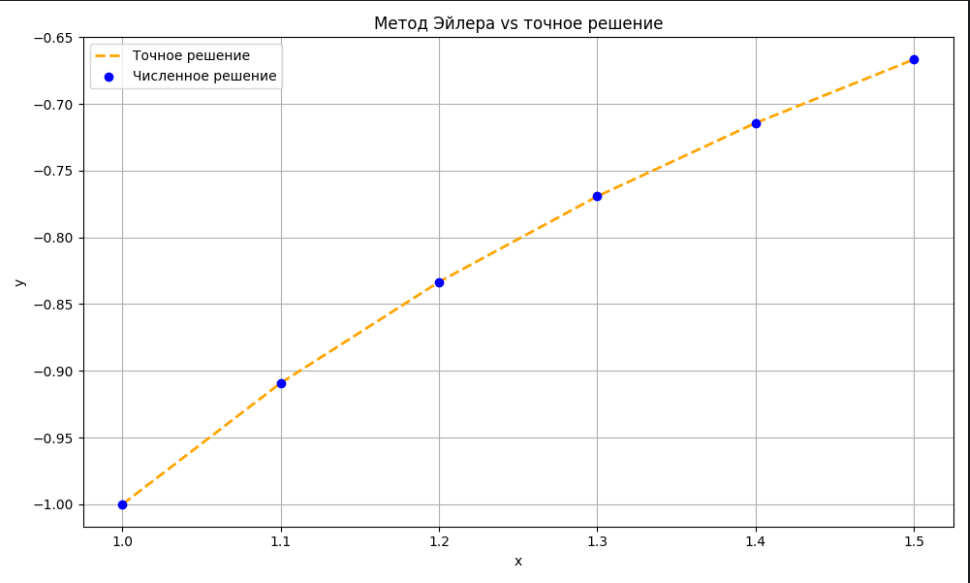 Метод Эйлера vs точное решение
Точное решение
Численное решение
y
−0.65
−0.70
−0.75
−0.80
−0.85
−0.90
−0.95
−1.00
1.0 1.1 1.2 1.3 1.4 1.5
x